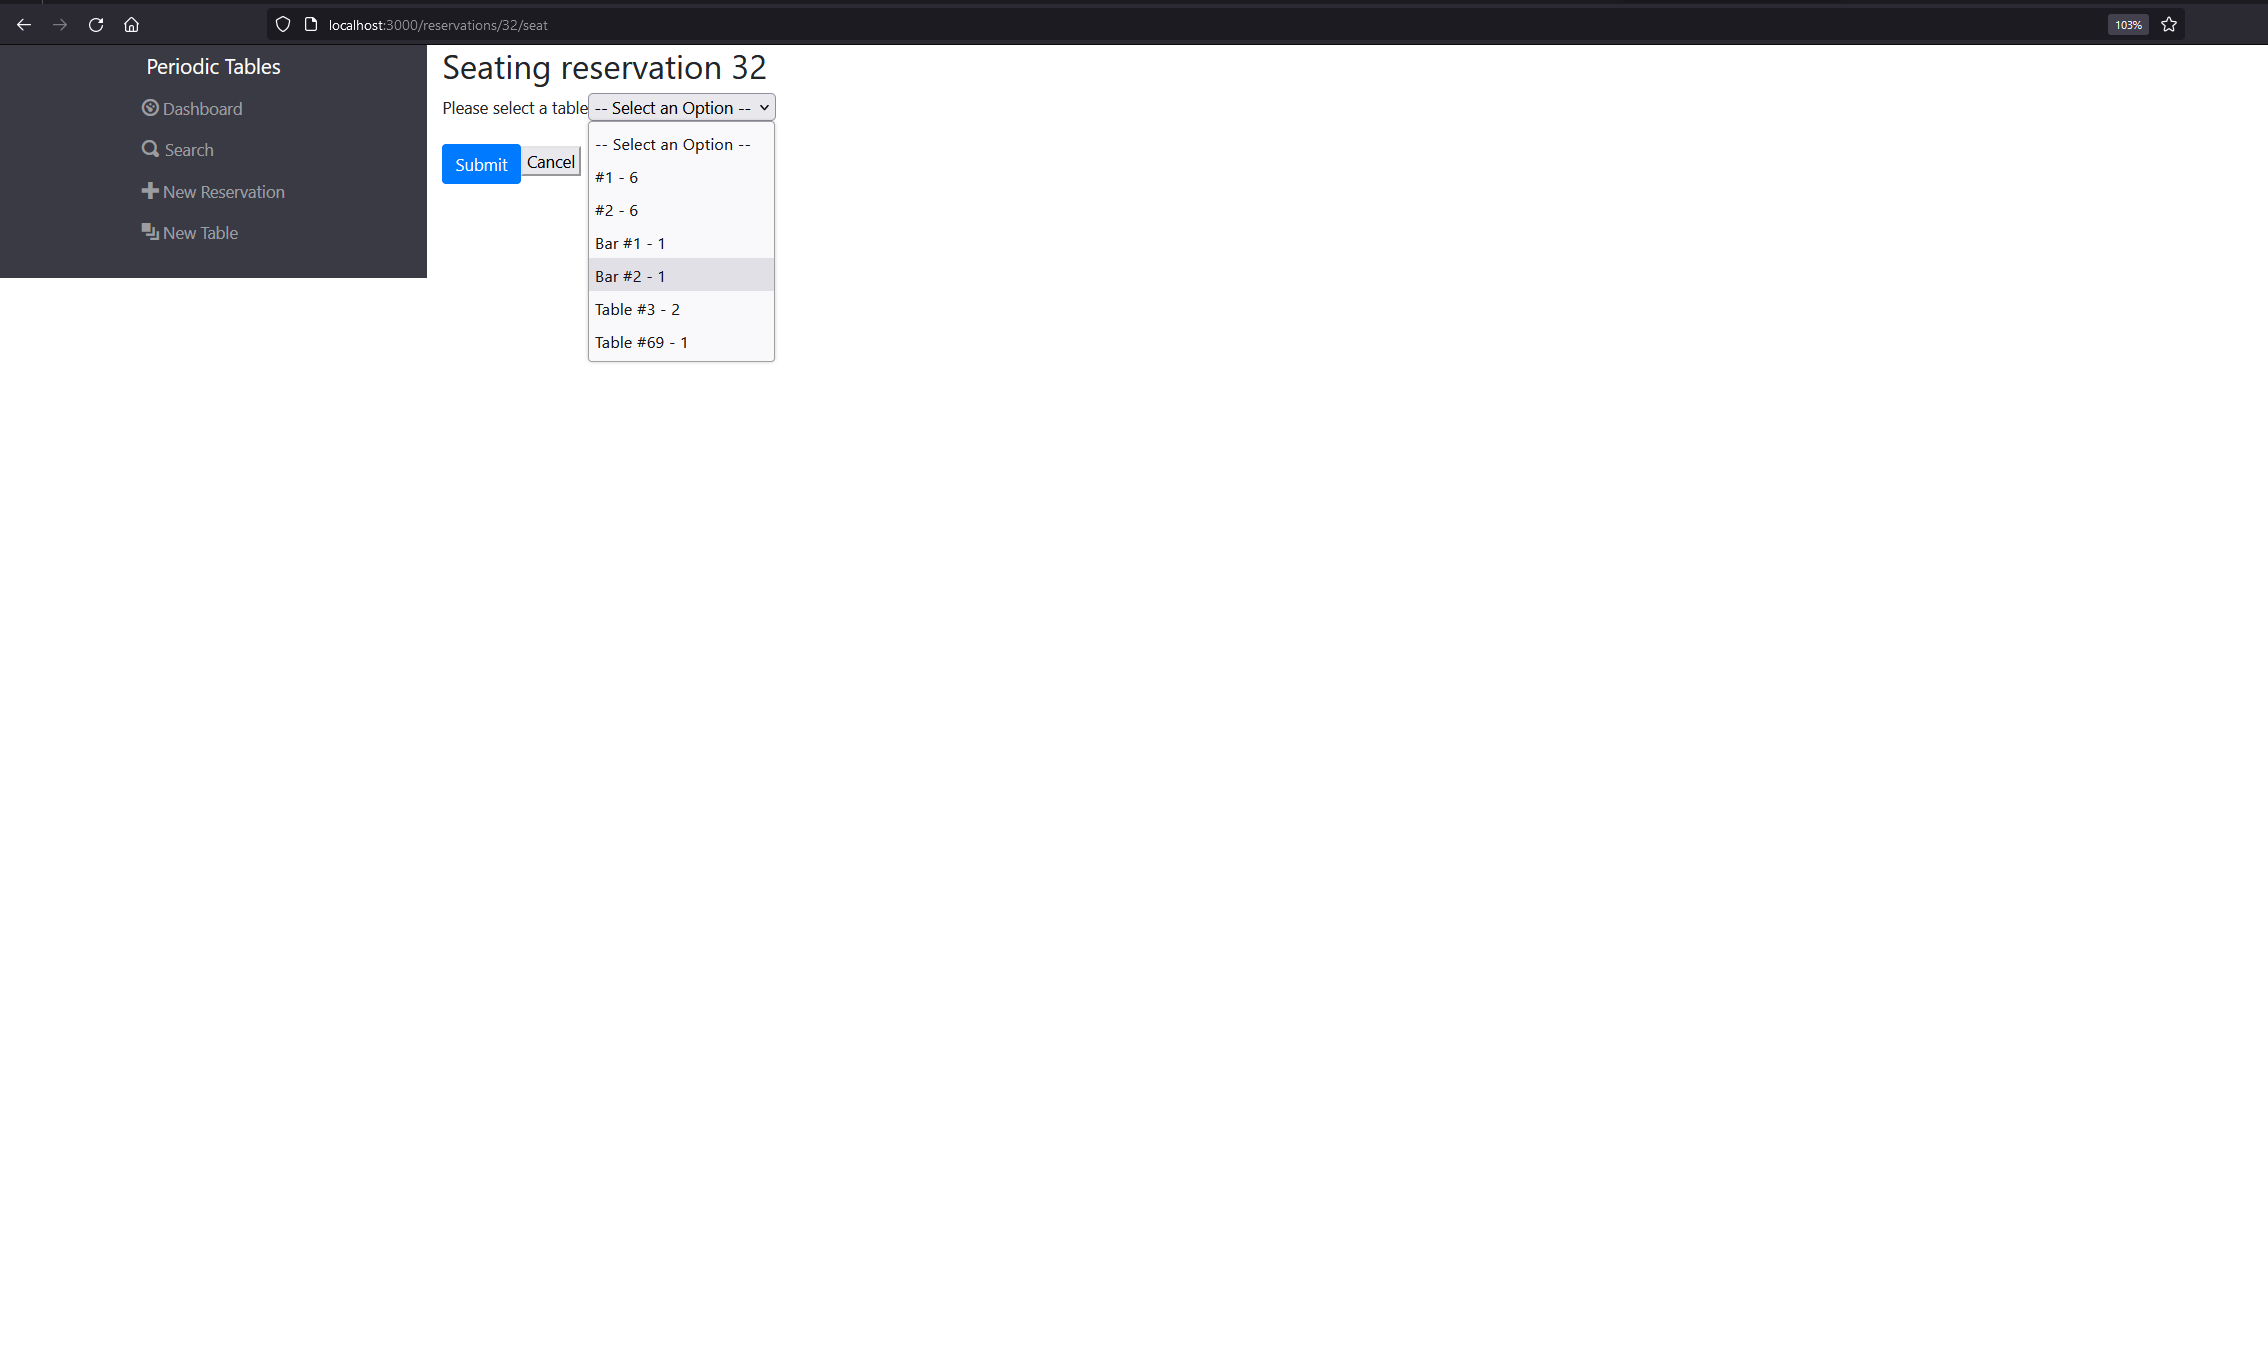 localhost:3000/reservations/32/seat
103%
Periodic Tables
Dashboard
Search
New Reservation
New Table
Seating reservation 32
Please select a table -- Select an Option --
-- Select an Option --
#1 - 6
#2 - 6
Bar #1 - 1
Bar #2 - 1
Table #3 - 2
Table #69 - 1
Submit Cancel